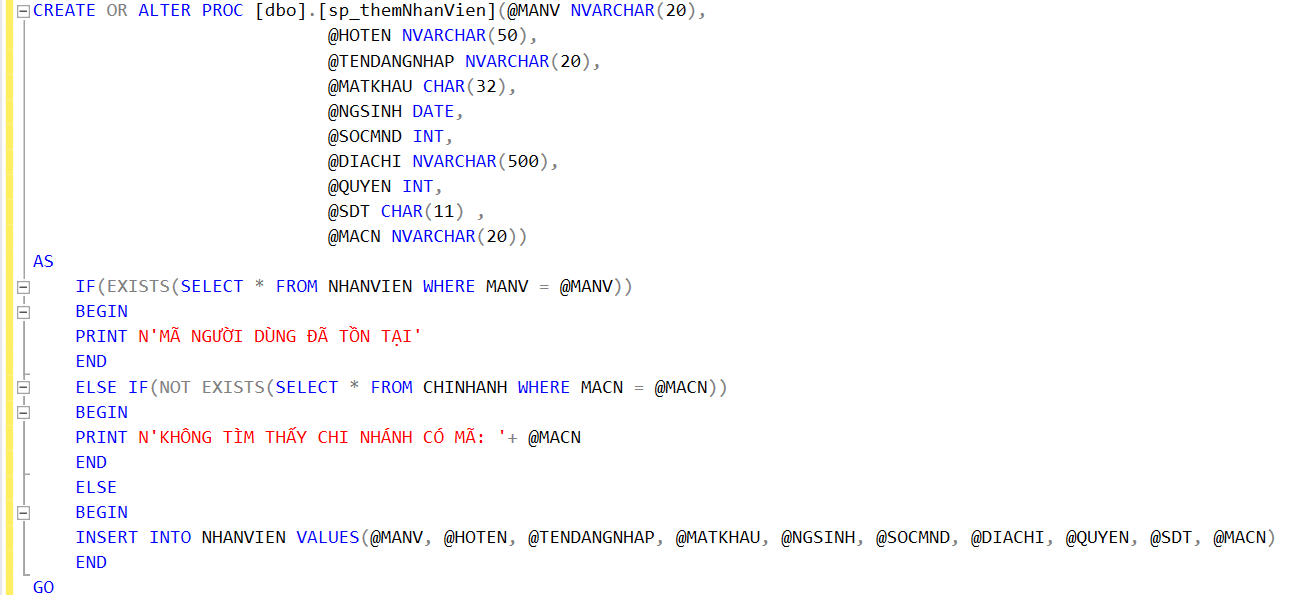 CREATE OR ALTER PROC [dbo].[sp_themNhanVien](@MANV NVARCHAR(20),
@HOTEN NVARCHAR(50),
@TENDANGNHAP NVARCHAR(20),
@MATKHAU CHAR(32),
@NGSINH DATE,
@SOCMND INT,
@DIACHI NVARCHAR(500),
@QUYEN INT,
@SDT CHAR(11) ,
@MACN NVARCHAR(20))
AS
IF(EXISTS(SELECT * FROM NHANVIEN WHERE MANV = @MANV))
BEGIN
PRINT N'MÃ NGƯỜI DÙNG ĐÃ TỒN TẠI'
END
ELSE IF(NOT EXISTS(SELECT * FROM CHINHANH WHERE MACN = @MACN))
BEGIN
PRINT N'KHÔNG TÌM THẤY CHI NHÁNH CÓ MÃ: '+ @MACN
END
ELSE
BEGIN
INSERT INTO NHANVIEN VALUES(@MANV, @HOTEN, @TENDANGNHAP, @MATKHAU, @NGSINH, @SOCMND, @DIACHI, @QUYEN, @SDT, @MACN)
END
GO